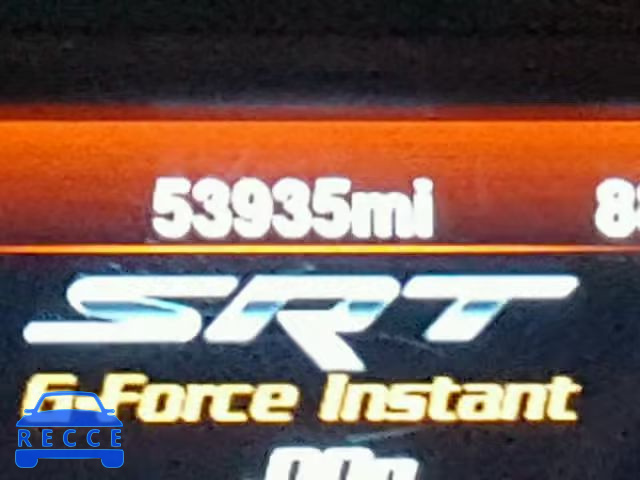 53935mi
SRT
G-Force Instant
RECCE